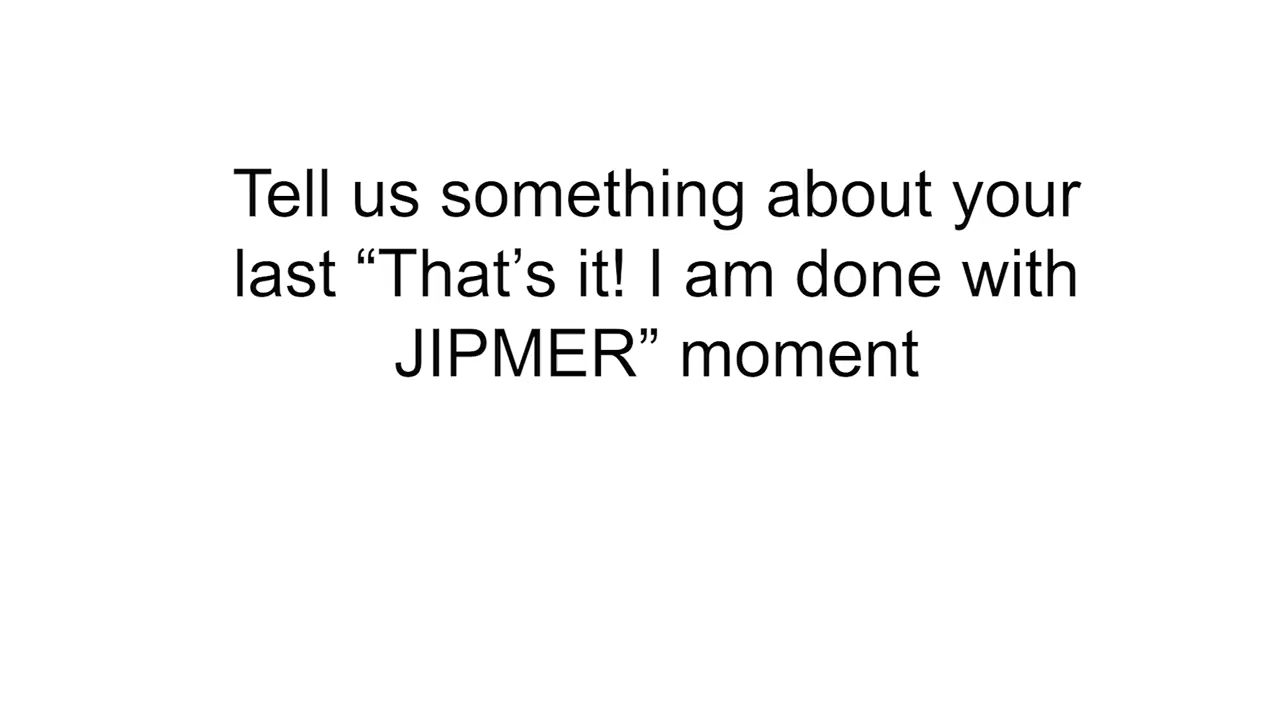 Tell us something about your
last “That’s it! I am done with
JIPMER” moment